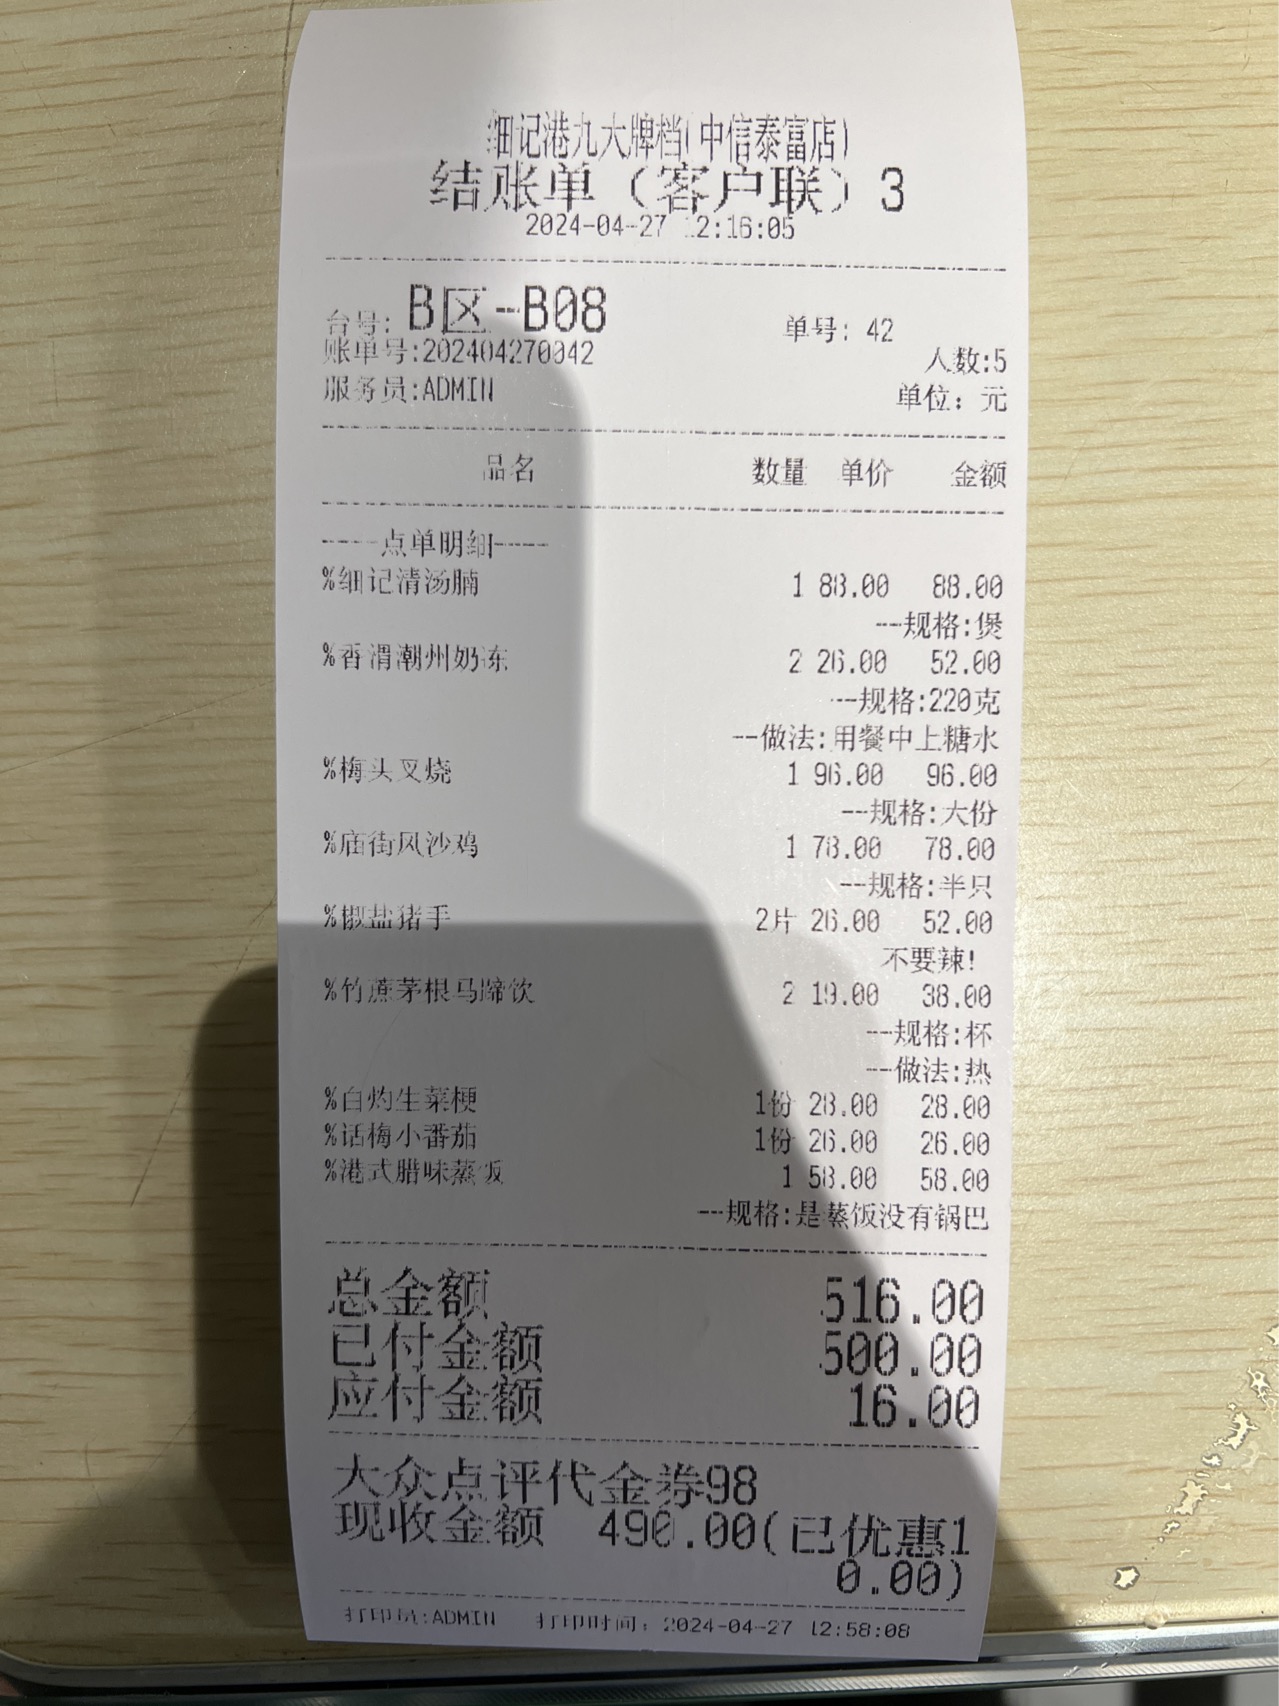 细记港九大牌档(中信泰富店)
结账单（客户联）3
2024-04-27 12:16:05
台号: B区-B08 单号: 42
账单号:202404270042 人数:5
服务员:ADMIN 单位: 元
品名 数量 单价 金额
----点单明细----
%细记清汤腩 1 88.00 88.00
--规格:煲
%香滑潮州奶冻 2 26.00 52.00
--规格:220克
--做法:用餐中上糖水
%梅头叉烧 1 96.00 96.00
--规格:大份
%庙街风沙鸡 1 78.00 78.00
--规格:半只
%椒盐猪手 2片 26.00 52.00
不要辣!
%竹蔗茅根马蹄饮 2 19.00 38.00
--规格:杯
--做法:热
%白灼生菜梗 1份 28.00 28.00
%话梅小番茄 1份 26.00 26.00
%港式腊味蒸饭 1 58.00 58.00
--规格:是蒸饭没有锅巴
总金额 516.00
已付金额 500.00
应付金额 16.00
大众点评代金券98
现收金额 490.00(已优惠1
0.00)
打印员:ADMIN 打印时间: 2024-04-27 12:58:08